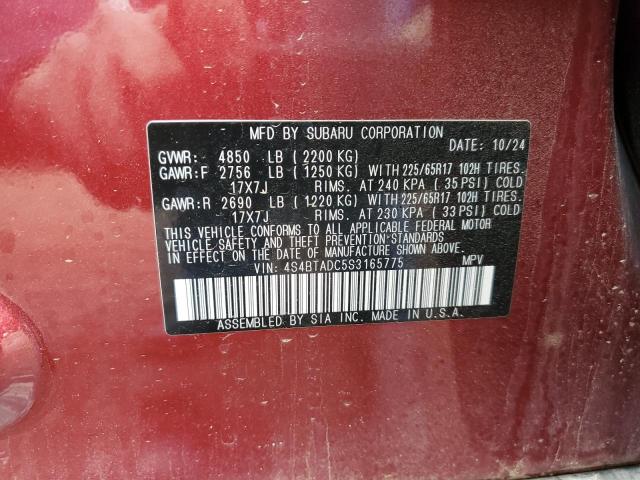 MFD BY SUBARU CORPORATION
DATE: 10/24
GVWR: 4850 LB ( 2200 KG)
GAWR:F 2756 LB ( 1250 KG) WITH 225/65R17 102H TIRES.
17X7J RIMS. AT 240 KPA ( 35 PSI) COLD
GAWR:R 2690 LB ( 1220 KG) WITH 225/65R17 102H TIRES.
17X7J RIMS. AT 230 KPA ( 33 PSI) COLD
THIS VEHICLE CONFORMS TO ALL APPLICABLE FEDERAL MOTOR
VEHICLE SAFETY AND THEFT PREVENTION STANDARDS
IN EFFECT ON THE DATE OF MANUFACTURE SHOWN ABOVE.
VIN: 4S4BTADC5S3165775 MPV
ASSEMBLED BY SIA INC. MADE IN U.S.A.